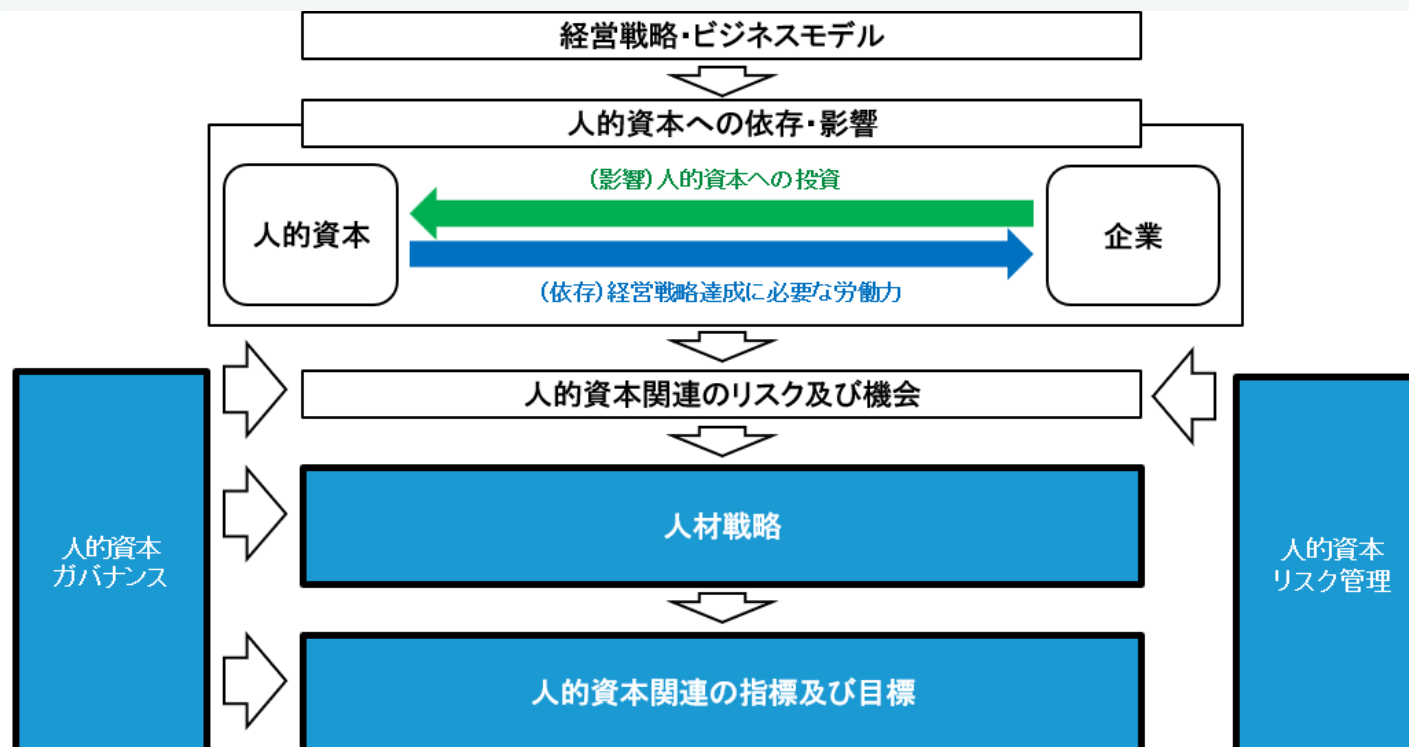 経営戦略・ビジネスモデル
人的資本への依存・影響
(影響)人的資本への投資
人的資本
企業
(依存)経営戦略達成に必要な労働力
人的資本関連のリスク及び機会
人材戦略
人的資本
ガバナンス
人的資本
リスク管理
人的資本関連の指標及び目標